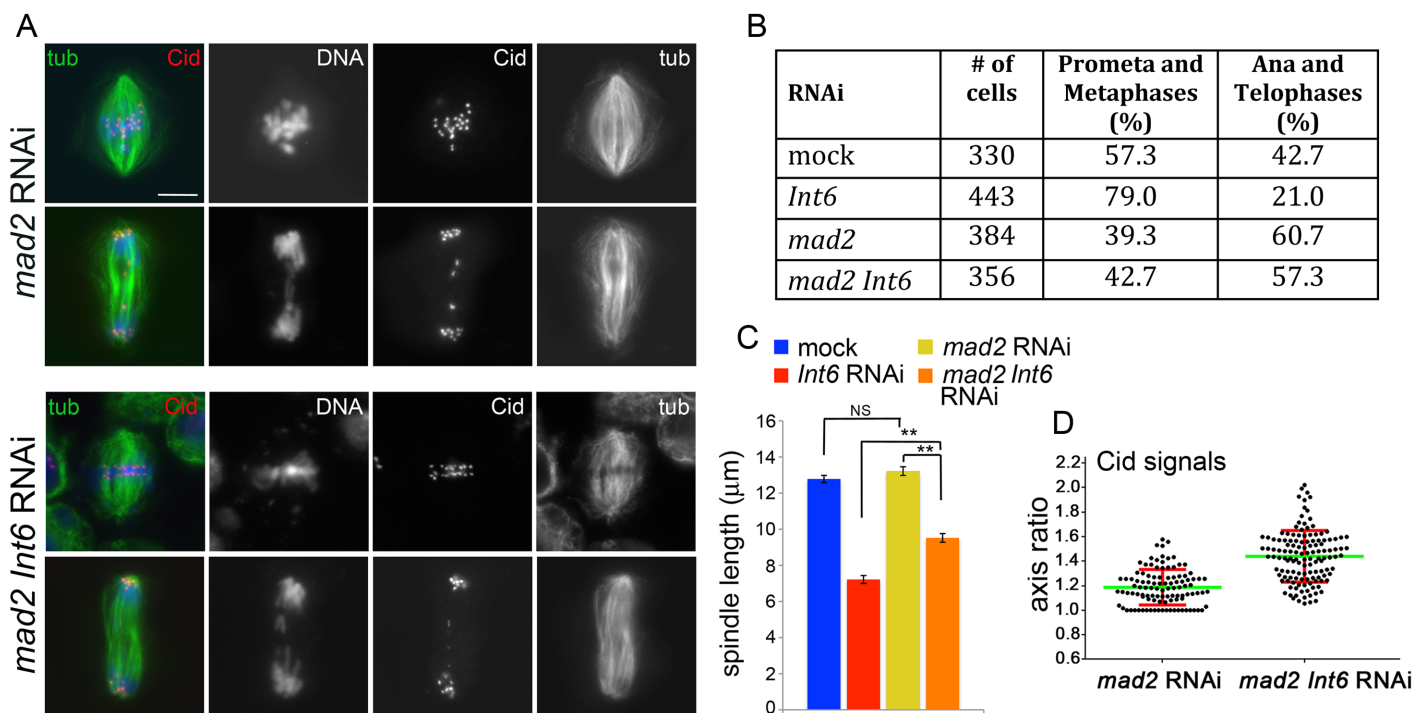 A
mad2 RNAi
tub Cid
DNA
Cid
tub
mad2 Int6 RNAi
tub Cid
DNA
Cid
tub
B
RNAi # of cells Prometa and Metaphases (%) Ana and Telophases (%)
mock 330 57.3 42.7
Int6 443 79.0 21.0
mad2 384 39.3 60.7
mad2 Int6 356 42.7 57.3
C
mock
mad2 RNAi
Int6 RNAi
mad2 Int6
RNAi
spindle length (μm)
16
14
12
10
8
6
4
2
0
NS
**
**
D
Cid signals
axis ratio
2.2
2.0
1.8
1.6
1.4
1.2
1.0
0.8
0.6
mad2 RNAi
mad2 Int6 RNAi